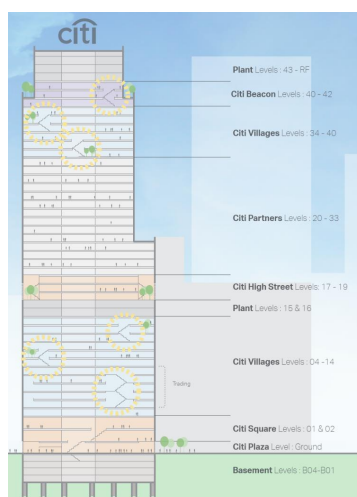 citi
Plant Levels : 43 - RF
Citi Beacon Levels : 40 - 42
Citi Villages Levels : 34 - 40
Citi Partners Levels : 20 - 33
Citi High Street Levels: 17 - 19
Plant Levels : 15 & 16
Citi Villages Levels : 04 -14
Trading
Citi Square Levels : 01 & 02
Citi Plaza Level : Ground
Basement Levels : B04-B01